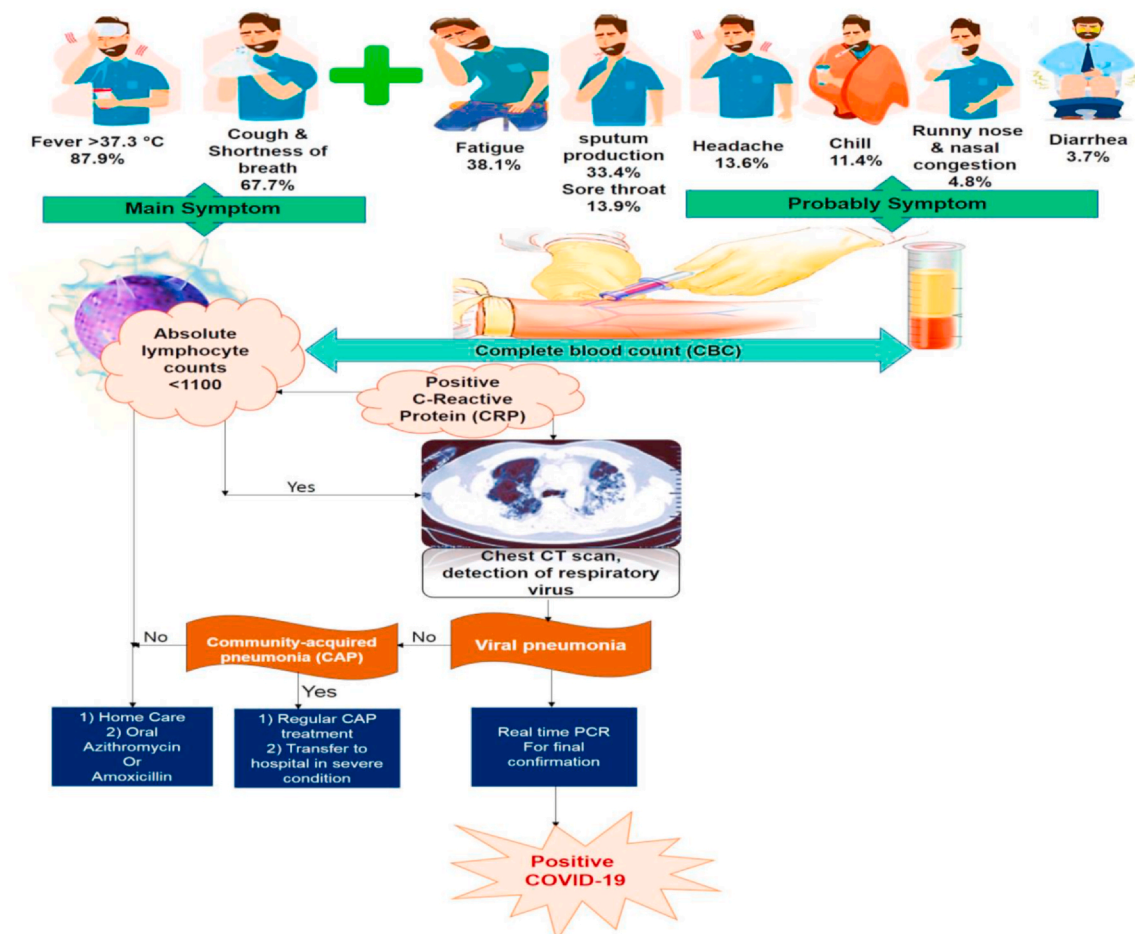 Fever >37.3 °C
87.9%
Cough &
Shortness of
breath
67.7%
Fatigue
38.1%
sputum
production
33.4%
Sore throat
13.9%
Headache
13.6%
Chill
11.4%
Runny nose
& nasal
congestion
4.8%
Diarrhea
3.7%
Main Symptom
Probably Symptom
Absolute
lymphocyte
counts
<1100
Complete blood count (CBC)
Positive
C-Reactive
Protein (CRP)
Yes
Chest CT scan,
detection of respiratory
virus
No
Community-acquired
pneumonia (CAP)
No
Viral pneumonia
Yes
1) Home Care
2) Oral
Azithromycin
Or
Amoxicillin
1) Regular CAP
treatment
2) Transfer to
hospital in severe
condition
Real time PCR
For final
confirmation
Positive
COVID-19